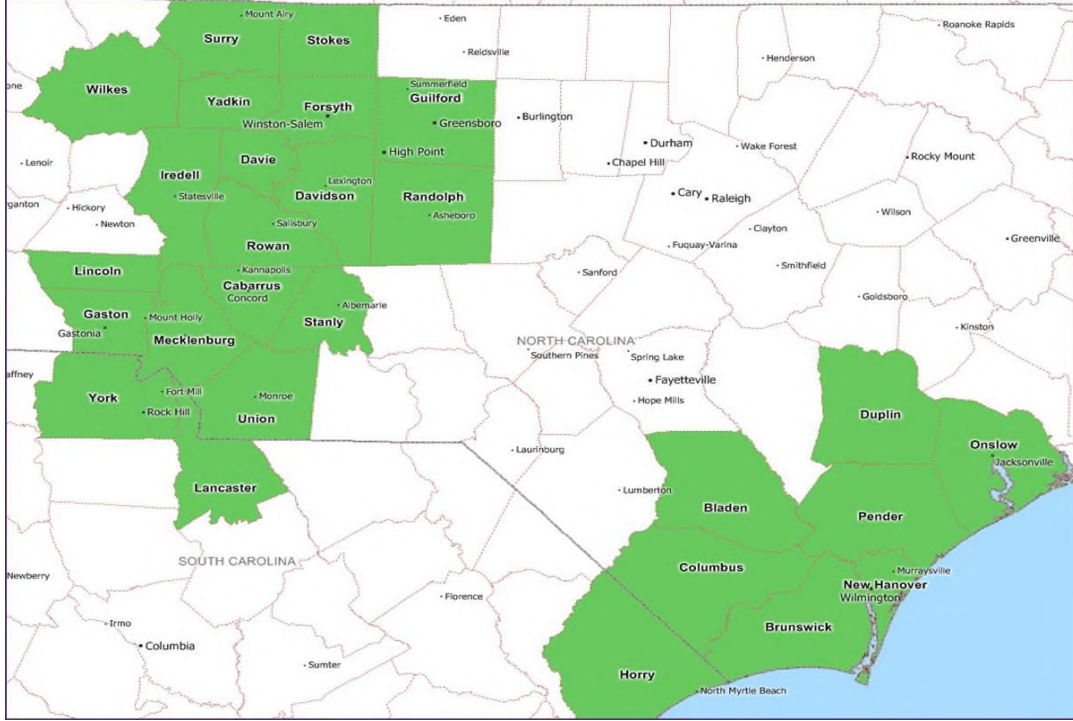 Mount Airy
Eden
Roanoke Rapids
Surry
Stokes
Reidsville
Henderson
Wilkes
Summerfield
Guilford
Yadkin
Forsyth
Winston-Salem
Greensboro
Burlington
Durham
Wake Forest
High Point
Chapel Hill
Rocky Mount
Lenoir
Davie
Iredell
Lexington
Davidson
Statesville
Randolph
Asheboro
Cary
Raleigh
rganton
Hickory
Newton
Salisbury
Rowan
Wilson
Clayton
Greenville
Fuquay-Varina
Smithfield
Lincoln
Kannapolis
Cabarrus
Concord
Sanford
Goldsboro
Gaston
Mount Holly
Albemarle
Stanly
Gastonia
Mecklenburg
NORTH CAROLINA
Southern Pines
Spring Lake
Kinston
affney
Fayetteville
York
Fort Mill
Rock Hill
Monroe
Union
Hope Mills
Duplin
Onslow
Jacksonville
Laurinburg
Lancaster
Lumberton
Bladen
Pender
SOUTH CAROLINA
Columbus
Murraysville
New Hanover
Wilmington
Newberry
Florence
Irmo
Columbia
Brunswick
Sumter
Horry
North Myrtle Beach